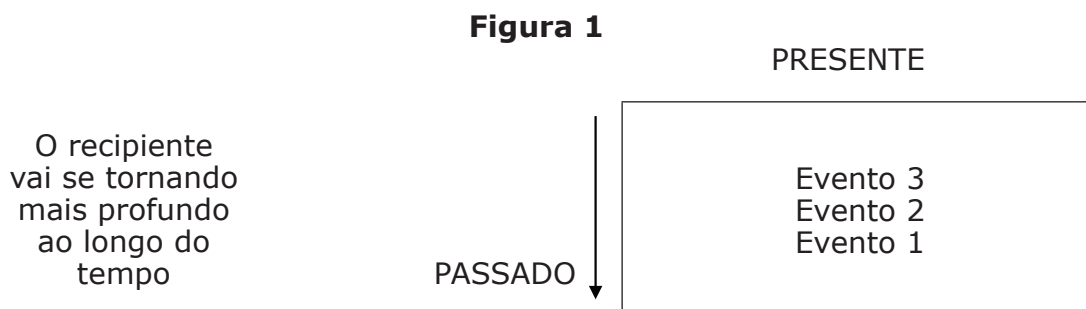 Figura 1
PRESENTE
O recipiente
vai se tornando
mais profundo
ao longo do
tempo
PASSADO
Evento 3
Evento 2
Evento 1